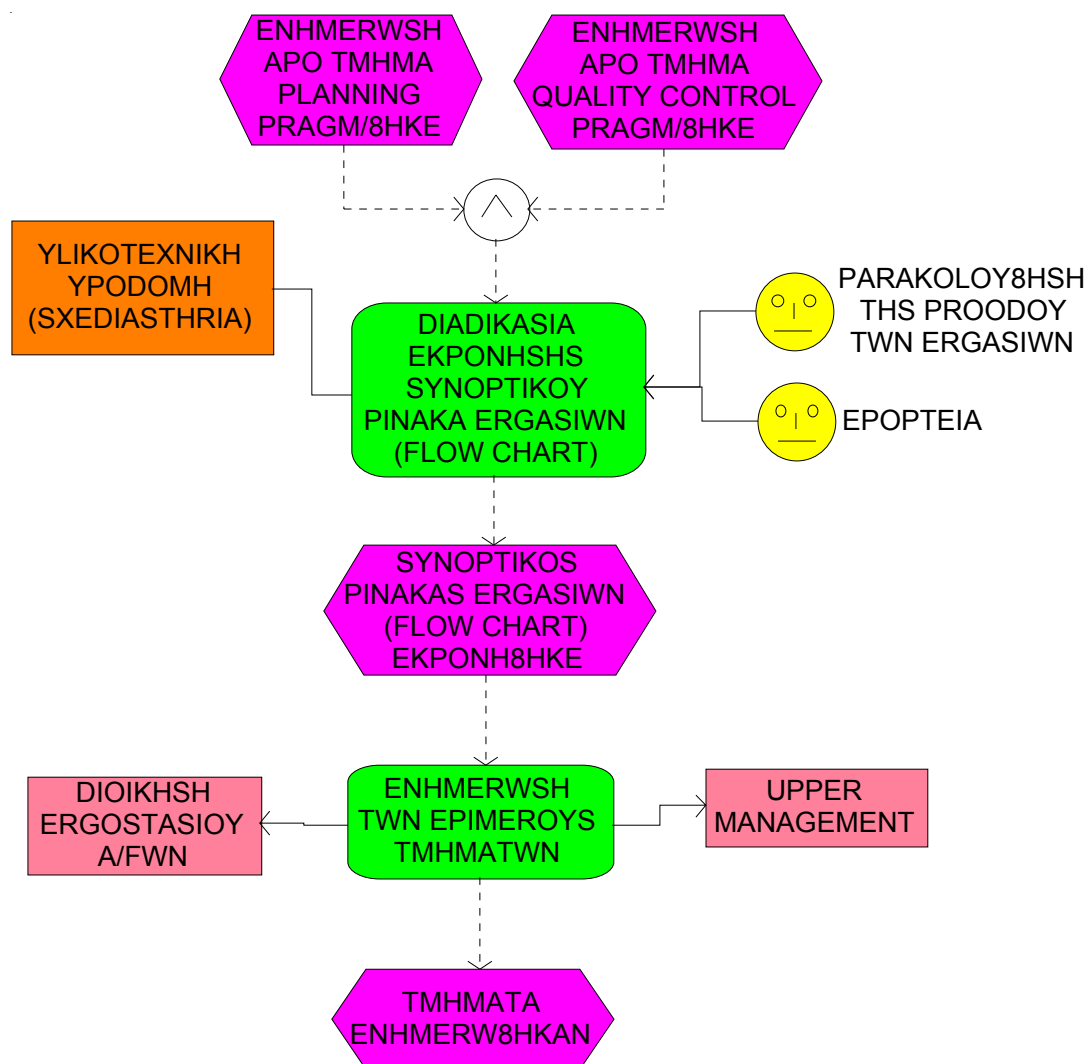 ENHMERWSH
APO TMHMA
PLANNING
PRAGM/8HKE
ENHMERWSH
APO TMHMA
QUALITY CONTROL
PRAGM/8HKE
YLIKOTEXNIKH
YPODOMH
(SXEDIASTHRIA)
DIADIKASIA
EKPONHSHS
SYNOPTIKOY
PINAKA ERGASIWN
(FLOW CHART)
PARAKOLOY8HSH
THS PROODOY
TWN ERGASIWN
EPOPTEIA
SYNOPTIKOS
PINAKAS ERGASIWN
(FLOW CHART)
EKPONH8HKE
DIOIKHSH
ERGOSTASIOY
A/FWN
ENHMERWSH
TWN EPIMEROYS
TMHMATWN
UPPER
MANAGEMENT
TMHMATA
ENHMERW8HKAN